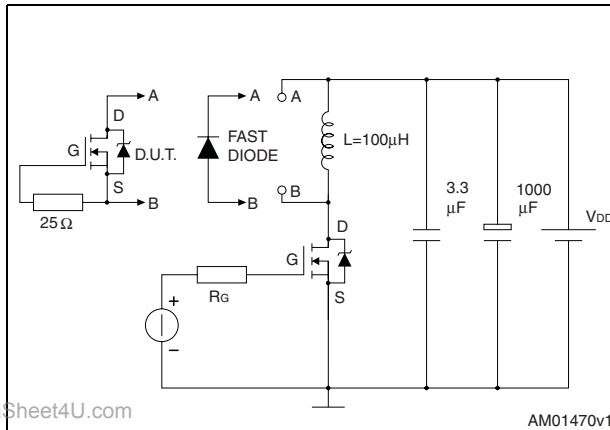 A
A
A
D
G
D.U.T.
FAST
DIODE
L=100µH
S
B
B
B
25Ω
3.3
µF
1000
µF
VDD
D
G
RG
S
+
−
Sheet4U.com
AM01470v1